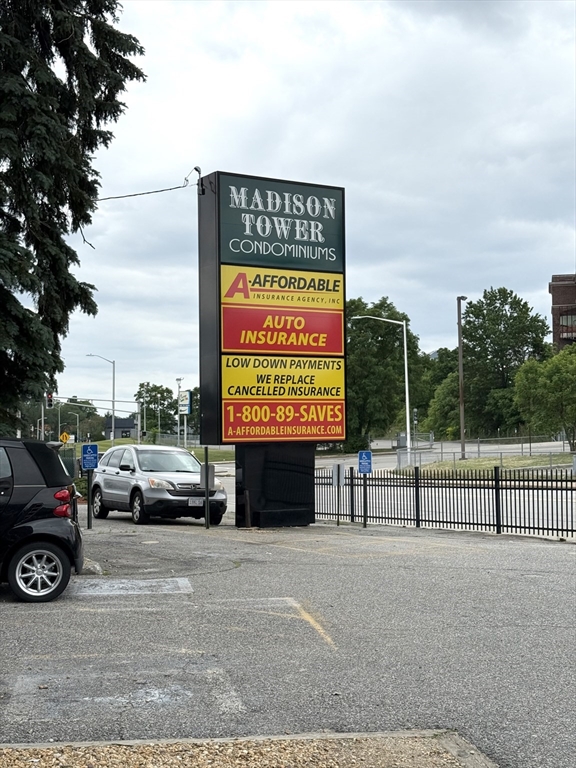 MADISON
TOWER
CONDOMINIUMS
A-AFFORDABLE
INSURANCE AGENCY, INC
AUTO
INSURANCE
LOW DOWN PAYMENTS
WE REPLACE
CANCELLED INSURANCE
1-800-89-SAVES
A-AFFORDABLEINSURANCE.COM